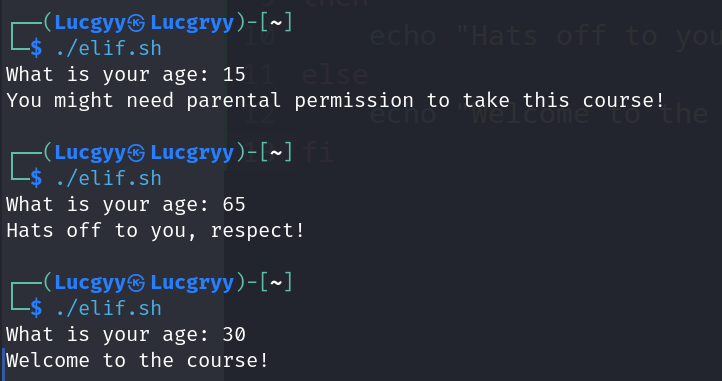 ┌──(Lucgyy㉿Lucgryy)-[~]
└─$ ./elif.sh
What is your age: 15
You might need parental permission to take this course!
┌──(Lucgyy㉿Lucgryy)-[~]
└─$ ./elif.sh
What is your age: 65
Hats off to you, respect!
┌──(Lucgyy㉿Lucgryy)-[~]
└─$ ./elif.sh
What is your age: 30
Welcome to the course!
then
10 echo "Hats off to you
11 else
12 echo "Welcome to the
fi